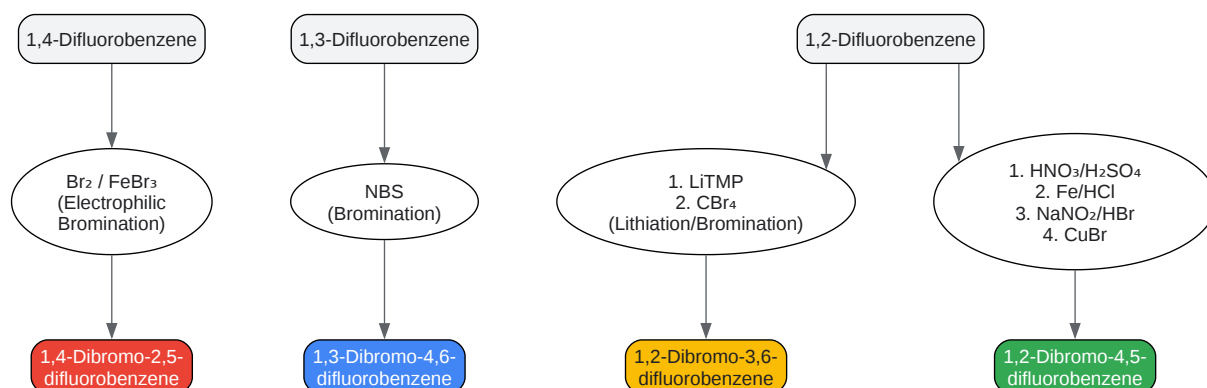 1,4-Difluorobenzene
1,3-Difluorobenzene
1,2-Difluorobenzene
Br₂ / FeBr₃
(Electrophilic
Bromination)
NBS
(Bromination)
1. LiTMP
2. CBr₄
(Lithiation/Bromination)
1. HNO₃/H₂SO₄
2. Fe/HCl
3. NaNO₂/HBr
4. CuBr
1,4-Dibromo-2,5-
difluorobenzene
1,3-Dibromo-4,6-
difluorobenzene
1,2-Dibromo-3,6-
difluorobenzene
1,2-Dibromo-4,5-
difluorobenzene